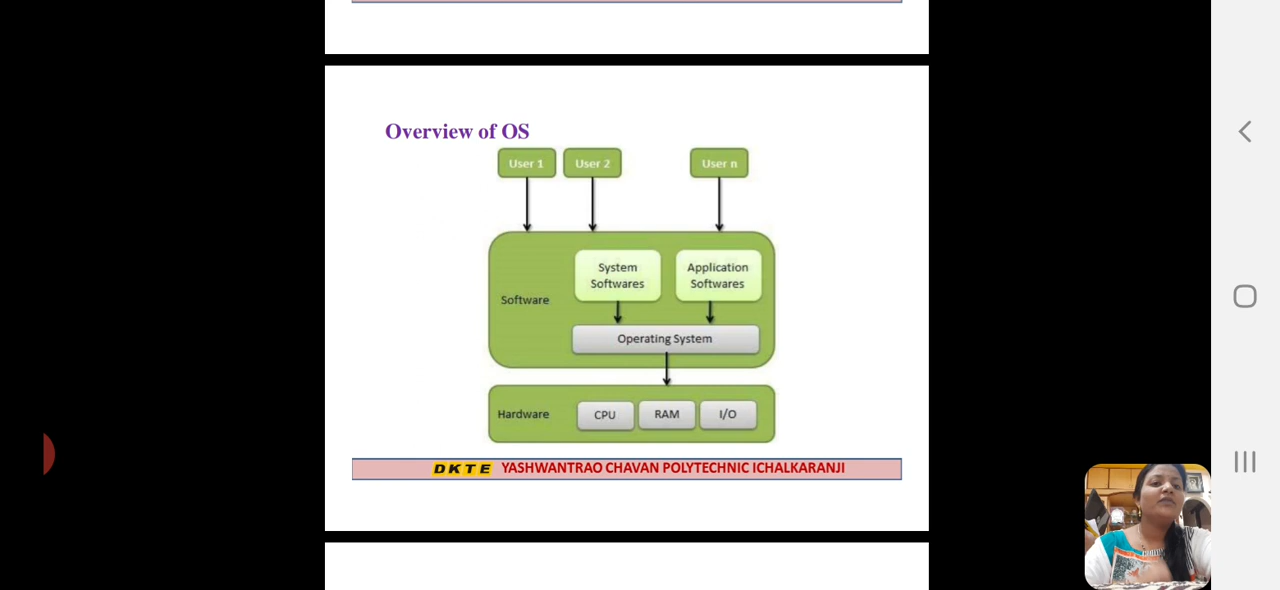 Overview of OS
User 1 User 2 User n
System
Softwares
Application
Softwares
Software
Operating System
Hardware CPU RAM I/O
DKTE YASHWANTRAO CHAVAN POLYTECHNIC ICHALKARANJI